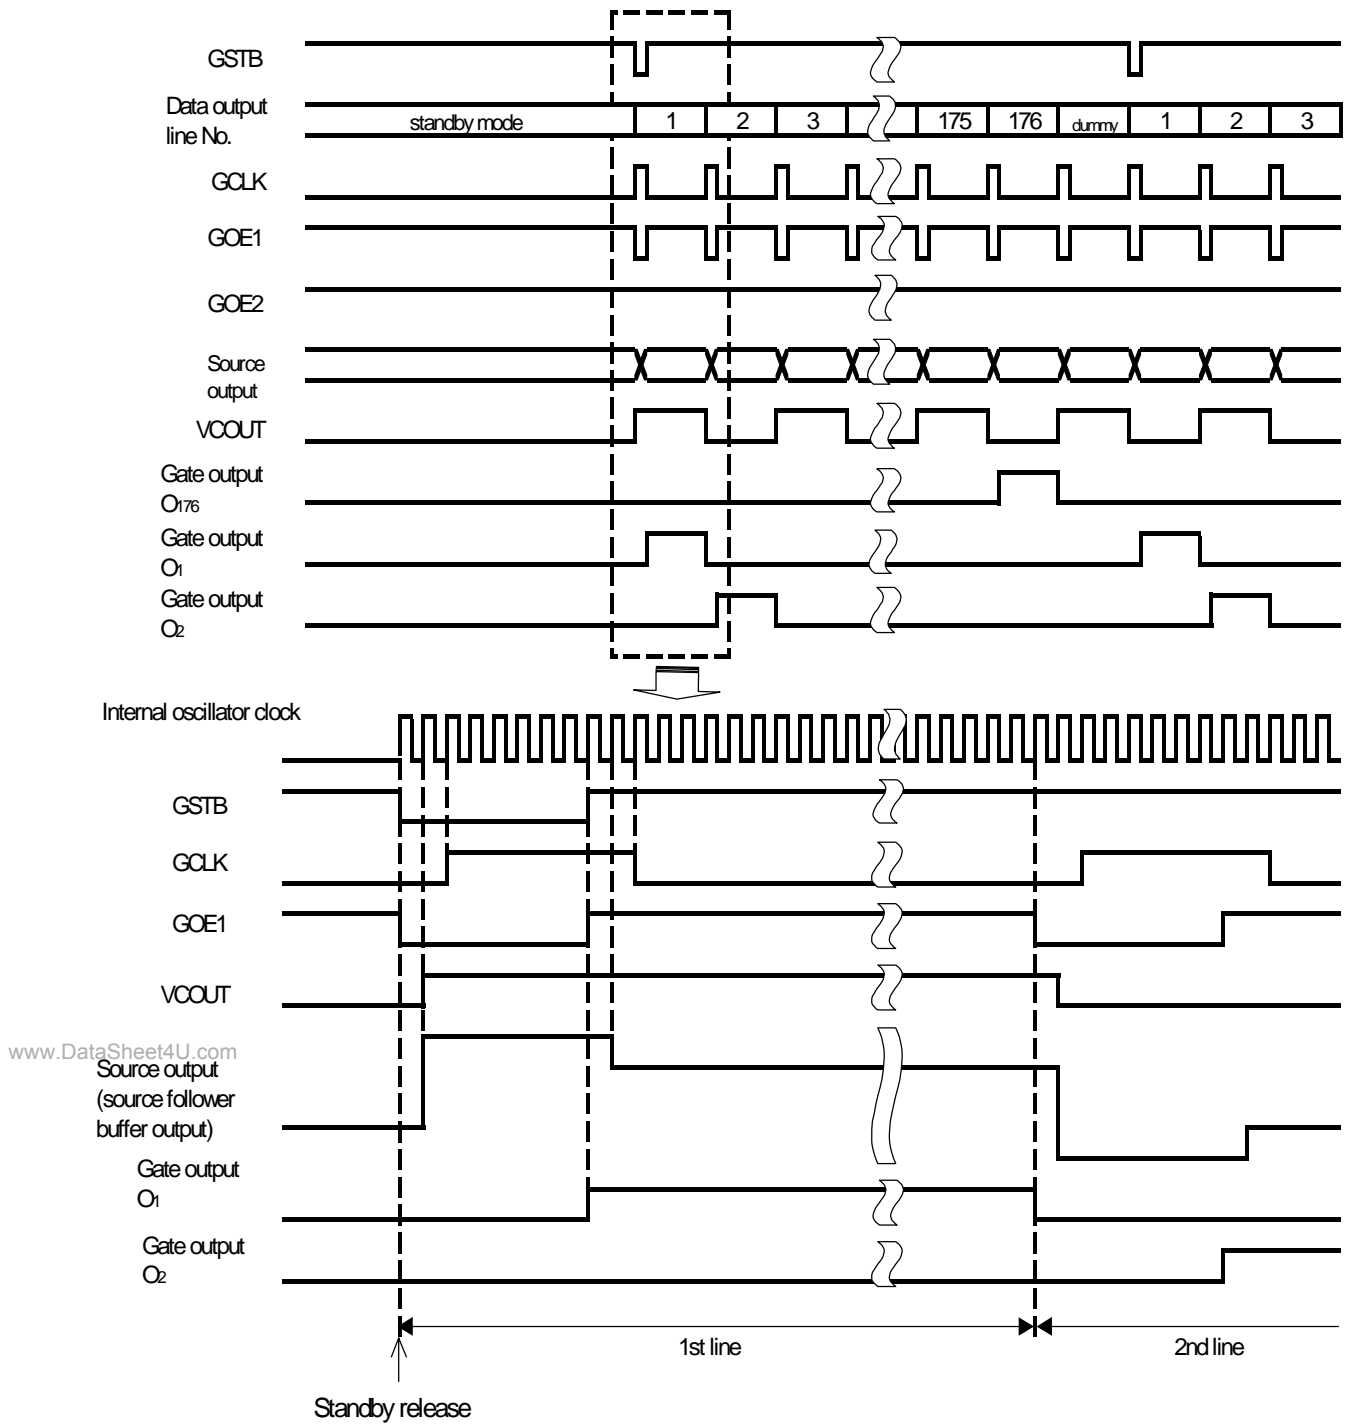 GSTB
Data output
line No.
standby mode 1 2 3 175 176 dummy 1 2 3
GCLK
GOE1
GOE2
Source
output
VCOUT
Gate output
O176
Gate output
O1
Gate output
O2
Internal oscillator clock
GSTB
GCLK
GOE1
VCOUT
www.DataSheet4U.com
Source output
(source follower
buffer output)
Gate output
O1
Gate output
O2
1st line 2nd line
Standby release